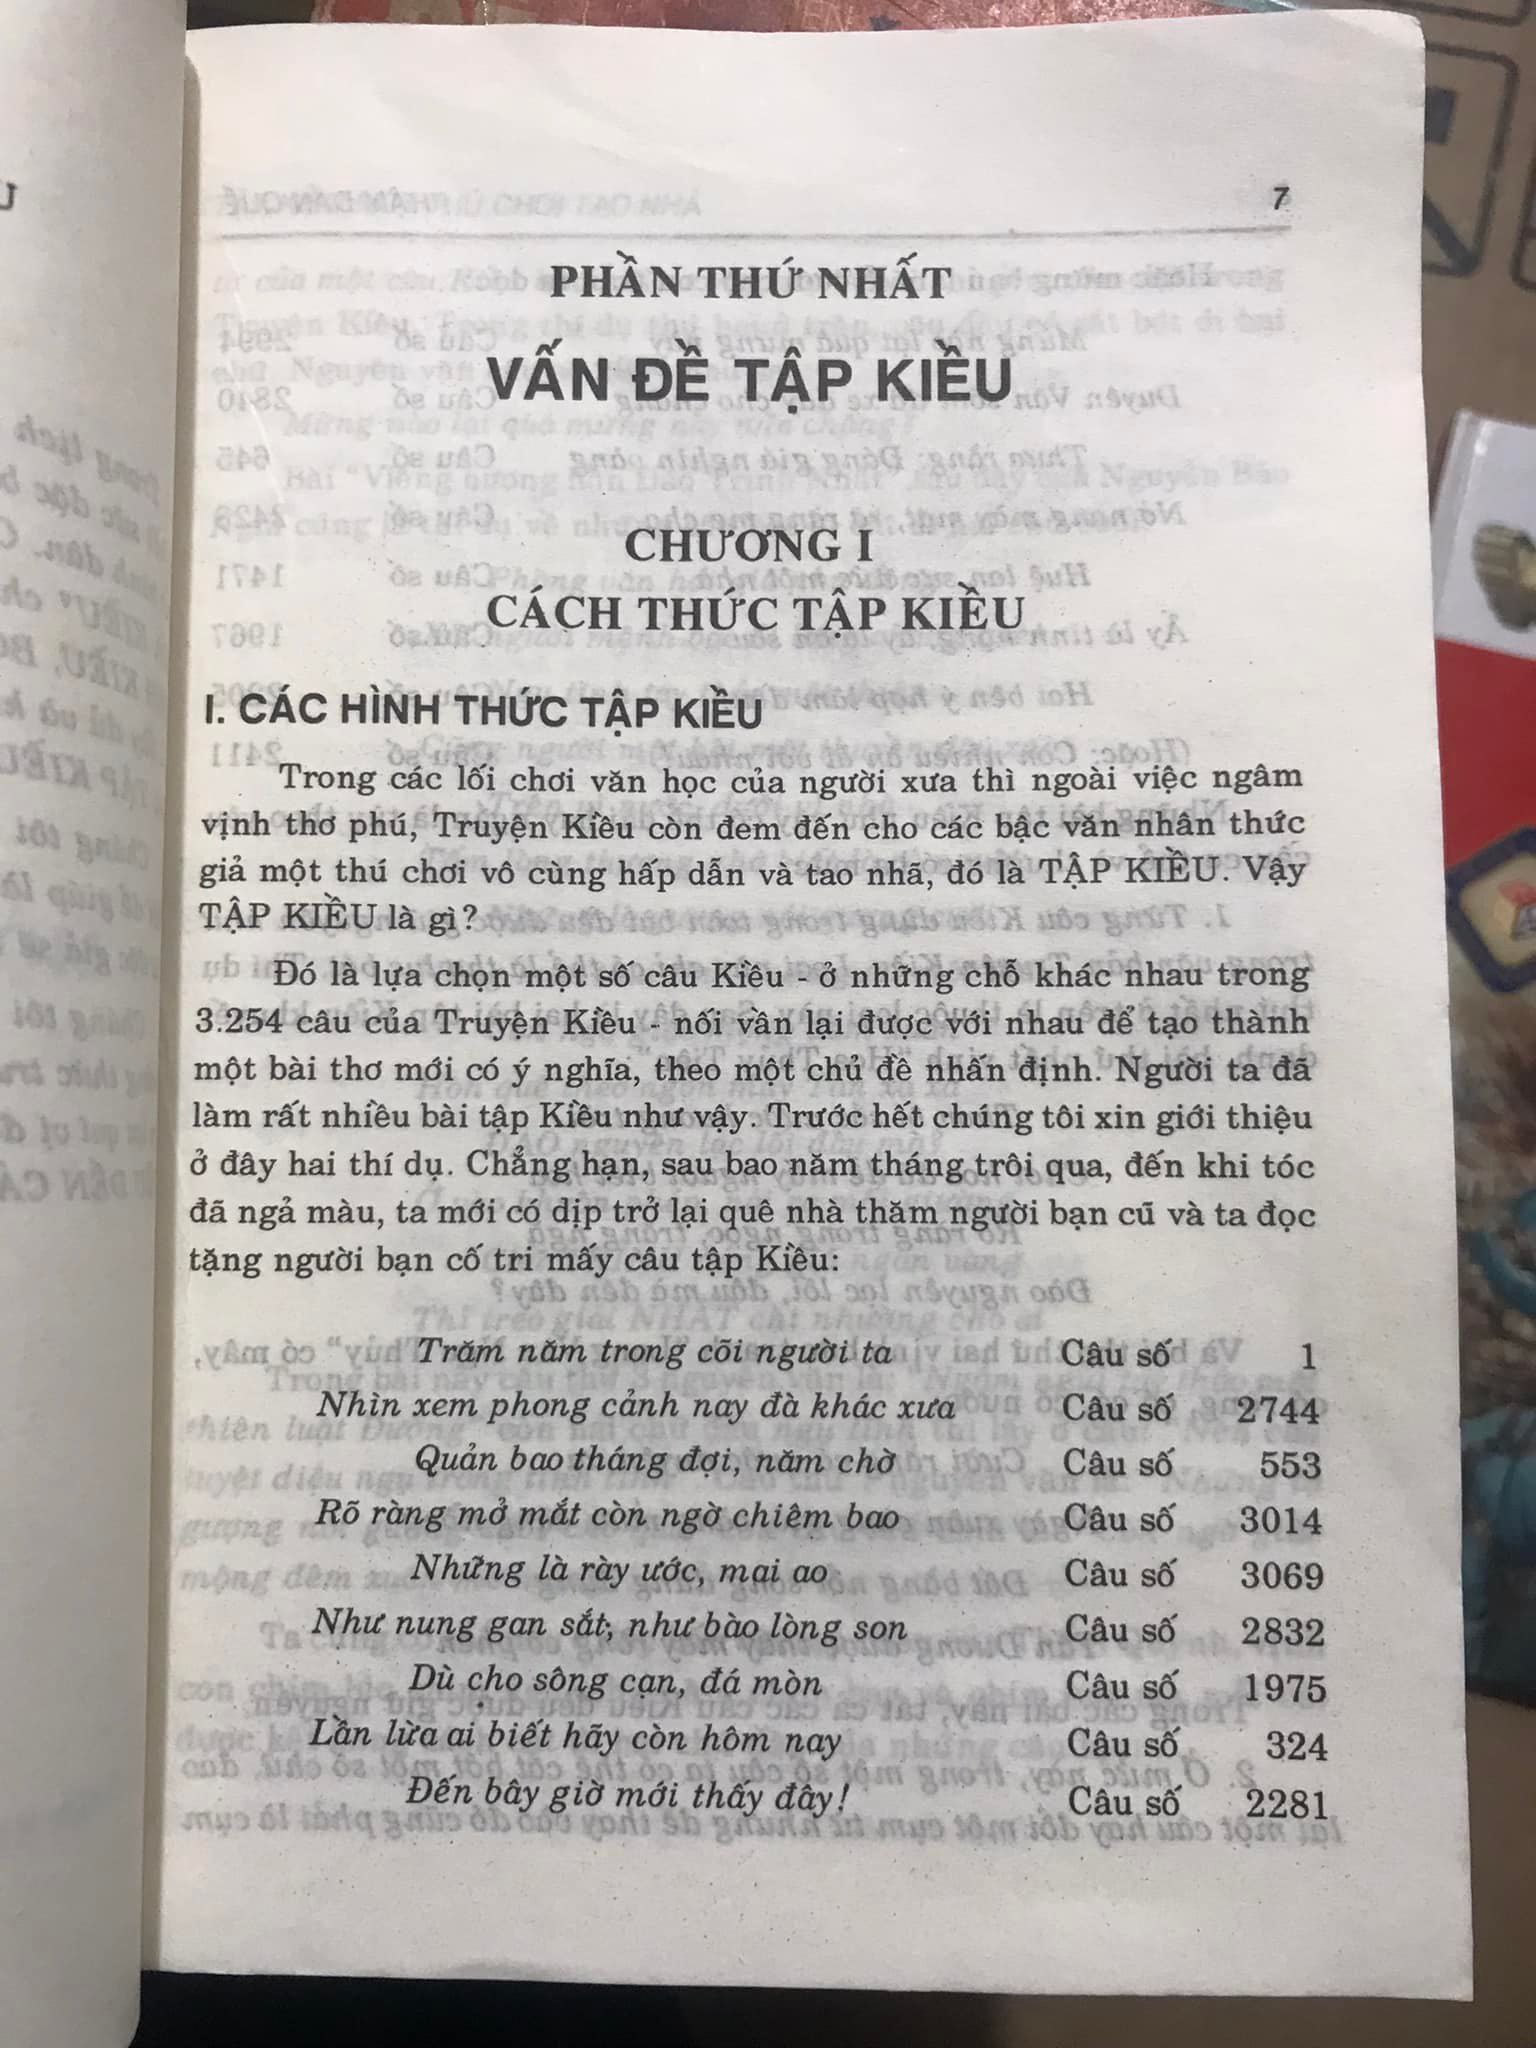 7
PHẦN THỨ NHẤT
VẤN ĐỀ TẬP KIỀU
CHƯƠNG I
CÁCH THỨC TẬP KIỀU
I. CÁC HÌNH THỨC TẬP KIỀU
Trong các lối chơi văn học của người xưa thì ngoài việc ngâm
vịnh thơ phú, Truyện Kiều còn đem đến cho các bậc văn nhân thức
giả một thú chơi vô cùng hấp dẫn và tao nhã, đó là TẬP KIỀU. Vậy
TẬP KIỀU là gì?
Đó là lựa chọn một số câu Kiều - ở những chỗ khác nhau trong
3.254 câu của Truyện Kiều - nối vần lại được với nhau để tạo thành
một bài thơ mới có ý nghĩa, theo một chủ đề nhấn định. Người ta đã
làm rất nhiều bài tập Kiều như vậy. Trước hết chúng tôi xin giới thiệu
ở đây hai thí dụ. Chẳng hạn, sau bao năm tháng trôi qua, đến khi tóc
đã ngả màu, ta mới có dịp trở lại quê nhà thăm người bạn cũ và ta đọc
tặng người bạn cố tri mấy câu tập Kiều:
Trăm năm trong cõi người ta Câu số 1
Nhìn xem phong cảnh nay đà khác xưa Câu số 2744
Quản bao tháng đợi, năm chờ Câu số 553
Rõ ràng mở mắt còn ngờ chiêm bao Câu số 3014
Những là rày ước, mai ao Câu số 3069
Như nung gan sắt, như bào lòng son Câu số 2832
Dù cho sông cạn, đá mòn Câu số 1975
Lần lừa ai biết hãy còn hôm nay Câu số 324
Đến bây giờ mới thấy đây! Câu số 2281